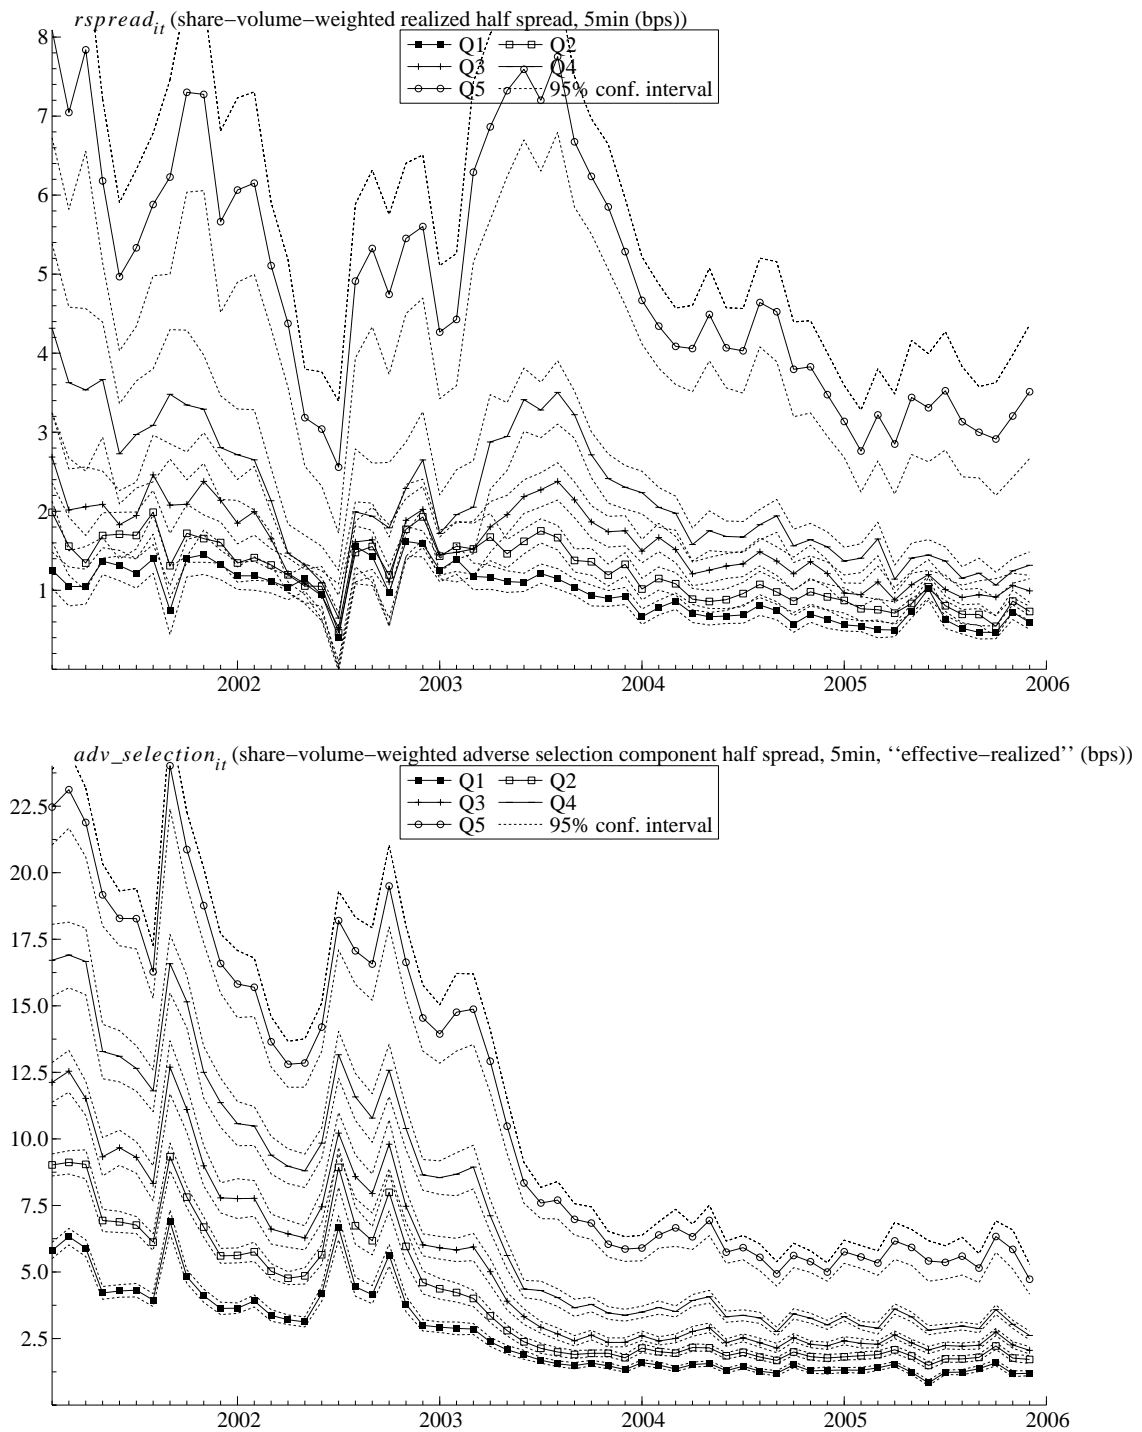 rspread_it (share−volume−weighted realized half spread, 5min (bps))
Q1 Q2
Q3 Q4
Q5 95% conf. interval
8
7
6
5
4
3
2
1
2002 2003 2004 2005 2006
adv_selection_it (share−volume−weighted adverse selection component half spread, 5min, ‘‘effective−realized’’ (bps))
Q1 Q2
Q3 Q4
Q5 95% conf. interval
22.5
20.0
17.5
15.0
12.5
10.0
7.5
5.0
2.5
2002 2003 2004 2005 2006